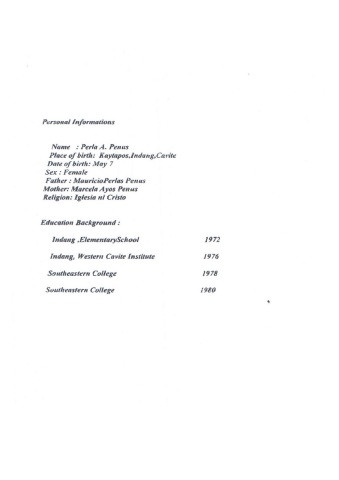 Personal Informations
Name : Perla A. Penus
Place of birth: Kaytapos,Indang,Cavite
Date of birth: May 7
Sex : Female
Father : MauricioPerlas Penus
Mother: Marcela Ayos Penus
Religion: Iglesia ni Cristo
Education Background :
Indang ,ElementarySchool 1972
Indang, Western Cavite Institute 1976
Southeastern College 1978
Southeastern College 1980